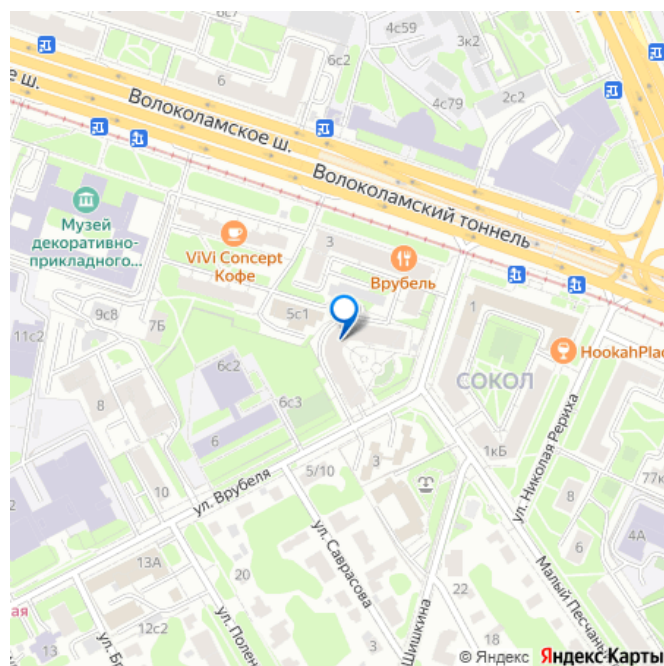 6с7
4с59
3к2
6с2
6
4с79
2с2
е ш.
Волоколамское ш.
Волоколамский тоннель
Музей
декоративно-
прикладного...
ViVi Concept
Кофе
3
Врубель
9с8
7Б
5с1
1
HookahPlac
11с2
6с2
СОКОЛ
8
6с3
6
1кБ
ул. Николая Рериха
77к
10
ул. Врубеля
5/10
3
3
8
4А
13А
ул. Саврасова
6
20
22
Малый Песчан
ая
ул. Полен
Шишкина
12с2
13
ул. Б
18
© Яндекс Яндекс Карты